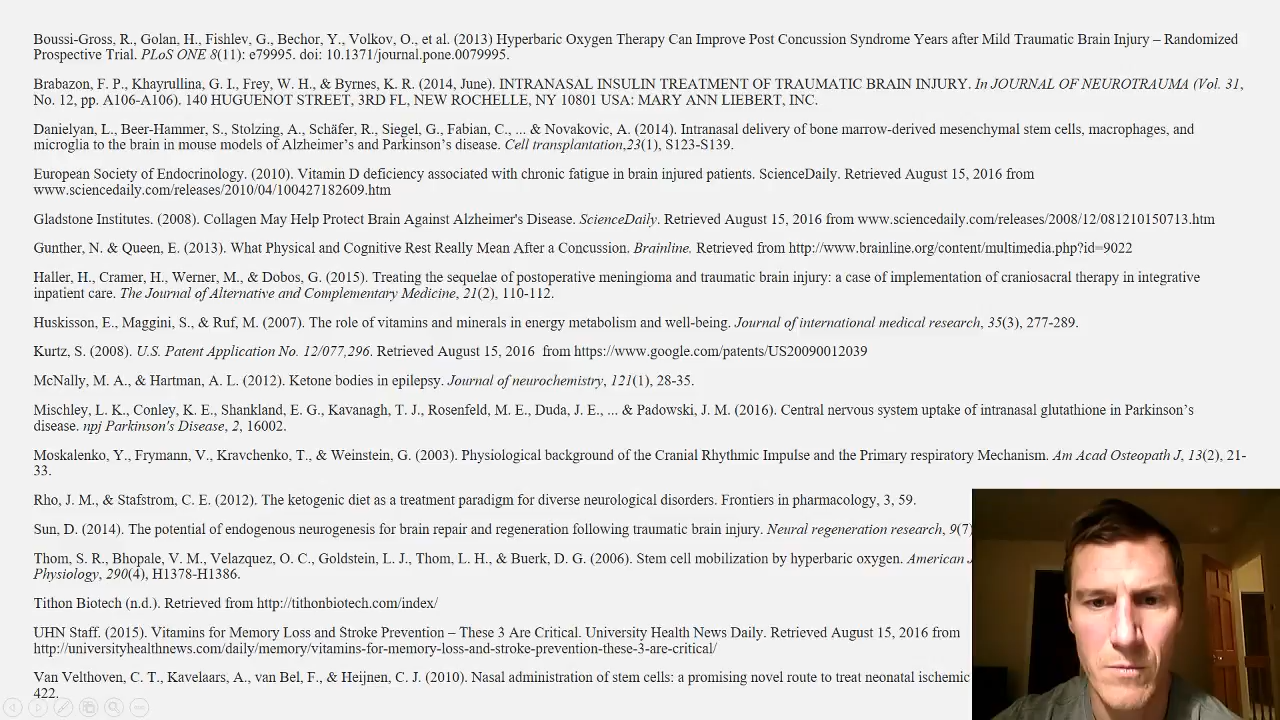 Boussi-Gross, R., Golan, H., Fishlev, G., Bechor, Y., Volkov, O., et al. (2013) Hyperbaric Oxygen Therapy Can Improve Post Concussion Syndrome Years after Mild Traumatic Brain Injury – Randomized
Prospective Trial. PLoS ONE 8(11): e79995. doi: 10.1371/journal.pone.0079995.
Brabazon, F. P., Khayrullina, G. I., Frey, W. H., & Byrnes, K. R. (2014, June). INTRANASAL INSULIN TREATMENT OF TRAUMATIC BRAIN INJURY. In JOURNAL OF NEUROTRAUMA (Vol. 31,
No. 12, pp. A106-A106). 140 HUGUENOT STREET, 3RD FL, NEW ROCHELLE, NY 10801 USA: MARY ANN LIEBERT, INC.
Danielyan, L., Beer-Hammer, S., Stolzing, A., Schäfer, R., Siegel, G., Fabian, C., ... & Novakovic, A. (2014). Intranasal delivery of bone marrow-derived mesenchymal stem cells, macrophages, and
microglia to the brain in mouse models of Alzheimer’s and Parkinson’s disease. Cell transplantation,23(1), S123-S139.
European Society of Endocrinology. (2010). Vitamin D deficiency associated with chronic fatigue in brain injured patients. ScienceDaily. Retrieved August 15, 2016 from
www.sciencedaily.com/releases/2010/04/100427182609.htm
Gladstone Institutes. (2008). Collagen May Help Protect Brain Against Alzheimer's Disease. ScienceDaily. Retrieved August 15, 2016 from www.sciencedaily.com/releases/2008/12/081210150713.htm
Gunther, N. & Queen, E. (2013). What Physical and Cognitive Rest Really Mean After a Concussion. Brainline. Retrieved from http://www.brainline.org/content/multimedia.php?id=9022
Haller, H., Cramer, H., Werner, M., & Dobos, G. (2015). Treating the sequelae of postoperative meningioma and traumatic brain injury: a case of implementation of craniosacral therapy in integrative
inpatient care. The Journal of Alternative and Complementary Medicine, 21(2), 110-112.
Huskisson, E., Maggini, S., & Ruf, M. (2007). The role of vitamins and minerals in energy metabolism and well-being. Journal of international medical research, 35(3), 277-289.
Kurtz, S. (2008). U.S. Patent Application No. 12/077,296. Retrieved August 15, 2016 from https://www.google.com/patents/US20090012039
McNally, M. A., & Hartman, A. L. (2012). Ketone bodies in epilepsy. Journal of neurochemistry, 121(1), 28-35.
Mischley, L. K., Conley, K. E., Shankland, E. G., Kavanagh, T. J., Rosenfeld, M. E., Duda, J. E., ... & Padowski, J. M. (2016). Central nervous system uptake of intranasal glutathione in Parkinson’s
disease. npj Parkinson's Disease, 2, 16002.
Moskalenko, Y., Frymann, V., Kravchenko, T., & Weinstein, G. (2003). Physiological background of the Cranial Rhythmic Impulse and the Primary respiratory Mechanism. Am Acad Osteopath J, 13(2), 21-
33.
Rho, J. M., & Stafstrom, C. E. (2012). The ketogenic diet as a treatment paradigm for diverse neurological disorders. Frontiers in pharmacology, 3, 59.
Sun, D. (2014). The potential of endogenous neurogenesis for brain repair and regeneration following traumatic brain injury. Neural regeneration research, 9(7)
Thom, S. R., Bhopale, V. M., Velazquez, O. C., Goldstein, L. J., Thom, L. H., & Buerk, D. G. (2006). Stem cell mobilization by hyperbaric oxygen. American J
Physiology, 290(4), H1378-H1386.
Tithon Biotech (n.d.). Retrieved from http://tithonbiotech.com/index/
UHN Staff. (2015). Vitamins for Memory Loss and Stroke Prevention – These 3 Are Critical. University Health News Daily. Retrieved August 15, 2016 from
http://universityhealthnews.com/daily/memory/vitamins-for-memory-loss-and-stroke-prevention-these-3-are-critical/
Van Velthoven, C. T., Kavelaars, A., van Bel, F., & Heijnen, C. J. (2010). Nasal administration of stem cells: a promising novel route to treat neonatal ischemic
422.